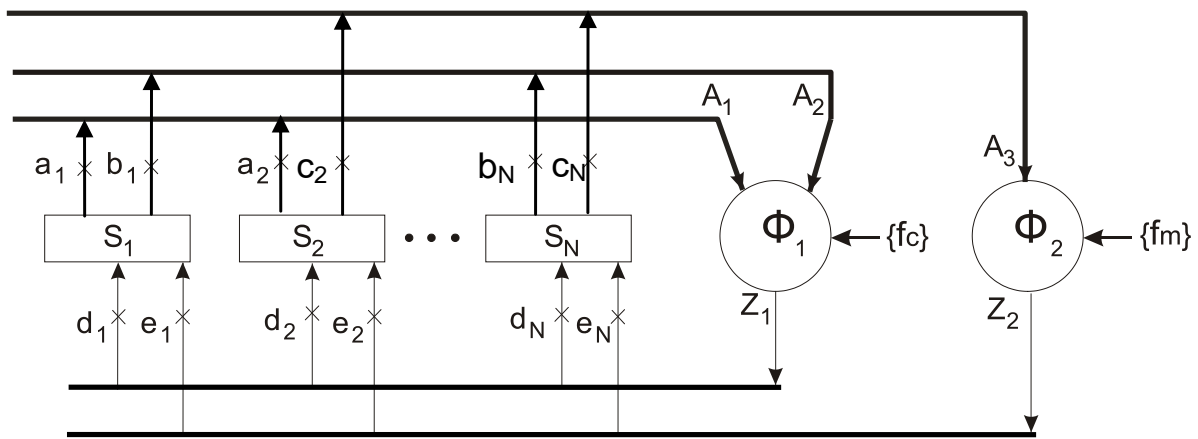 A1 A2
a1 b1 a2 c2 bN cN A3
S1 S2 ••• SN Φ1 {fc} Φ2 {fm}
d1 e1 d2 e2 dN eN Z1 Z2